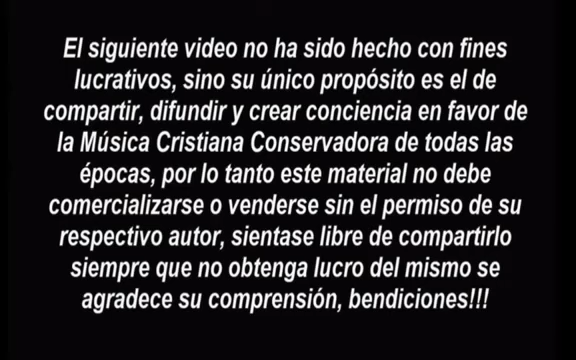 El siguiente video no ha sido hecho con fines
lucrativos, sino su único propósito es el de
compartir, difundir y crear conciencia en favor de
la Música Cristiana Conservadora de todas las
épocas, por lo tanto este material no debe
comercializarse o venderse sin el permiso de su
respectivo autor, sientase libre de compartirlo
siempre que no obtenga lucro del mismo se
agradece su comprensión, bendiciones!!!